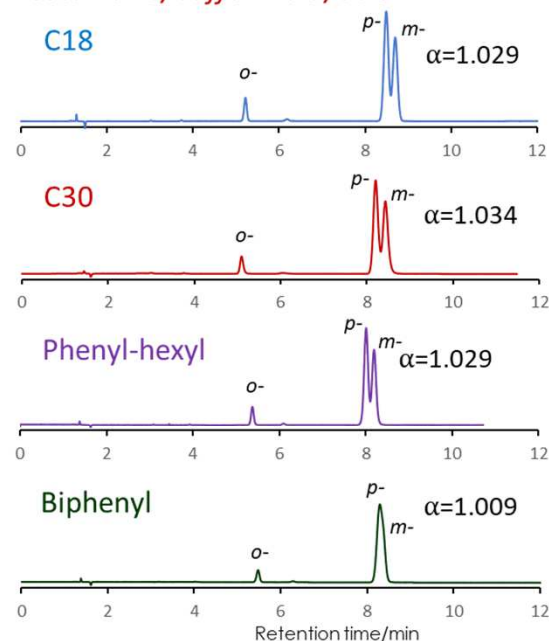 C18
o-
p-
m-
α=1.029
0 2 4 6 8 10 12
C30
o-
p-
m-
α=1.034
0 2 4 6 8 10 12
Phenyl-hexyl
o-
p-
m-
α=1.029
0 2 4 6 8 10 12
Biphenyl
o-
p-
m-
α=1.009
0 2 4 6 8 10 12
Retention time/min